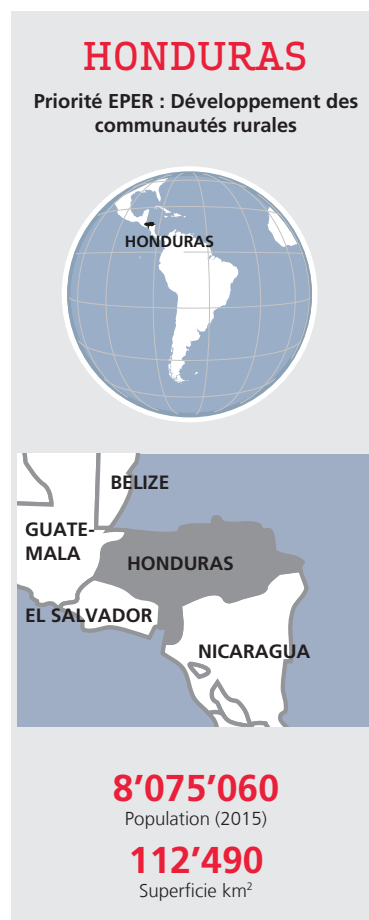 HONDURAS
Priorité EPER : Développement des
communautés rurales
HONDURAS
BELIZE
GUATE-
MALA
HONDURAS
EL SALVADOR
NICARAGUA
8’075’060
Population (2015)
112’490
Superficie km²